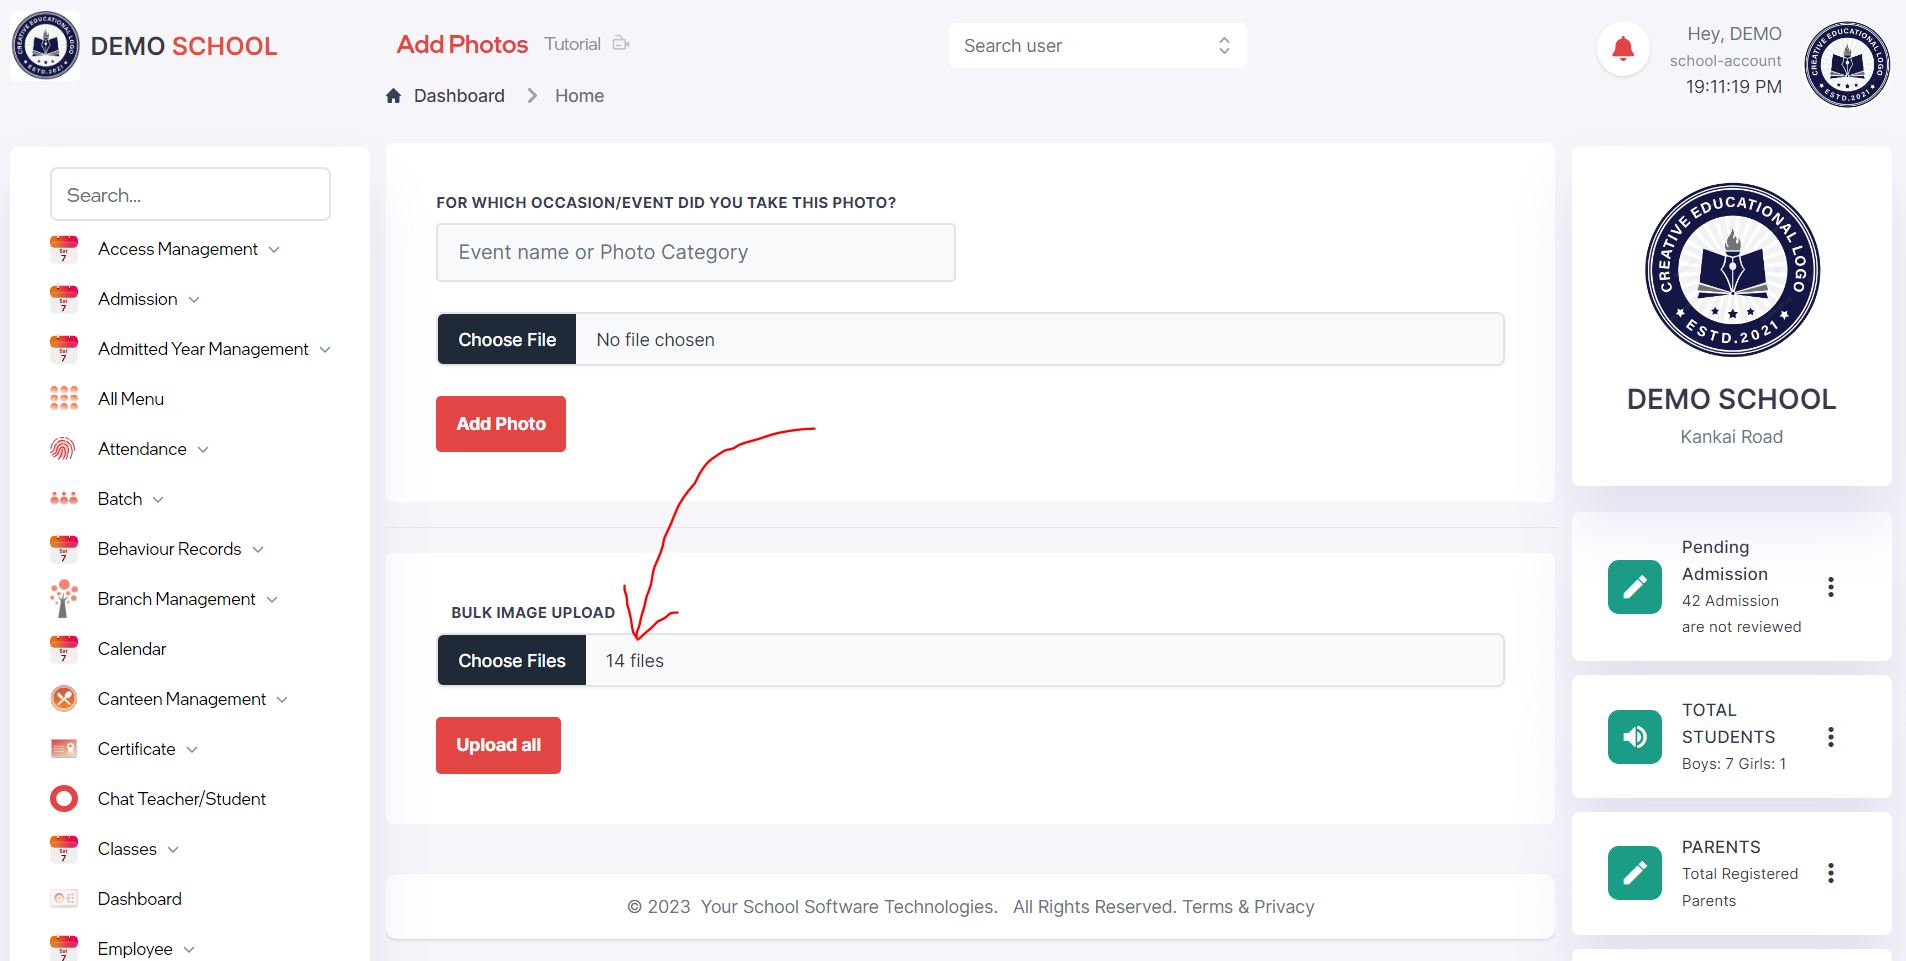 DEMO SCHOOL
Add Photos Tutorial
Search user
Hey, DEMO
school-account
19:11:19 PM
Dashboard Home
Search...
Access Management
Admission
Admitted Year Management
All Menu
Attendance
Batch
Behaviour Records
Branch Management
Calendar
Canteen Management
Certificate
Chat Teacher/Student
Classes
Dashboard
Employee
FOR WHICH OCCASION/EVENT DID YOU TAKE THIS PHOTO?
Event name or Photo Category
Choose File No file chosen
Add Photo
BULK IMAGE UPLOAD
Choose Files 14 files
Upload all
© 2023 Your School Software Technologies. All Rights Reserved. Terms & Privacy
CREATIVE EDUCATIONAL LOGO
ESTD.2021
DEMO SCHOOL
Kankai Road
Pending
Admission
42 Admission
are not reviewed
TOTAL
STUDENTS
Boys: 7 Girls: 1
PARENTS
Total Registered
Parents